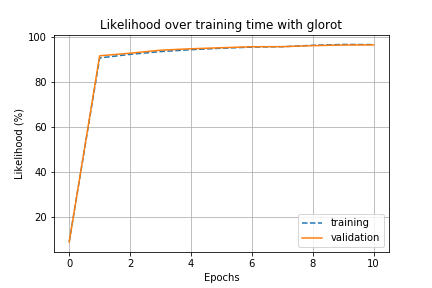 Likelihood over training time with glorot
100
80
60
40
20
Likelihood (%)
0 2 4 6 8 10
Epochs
training
validation